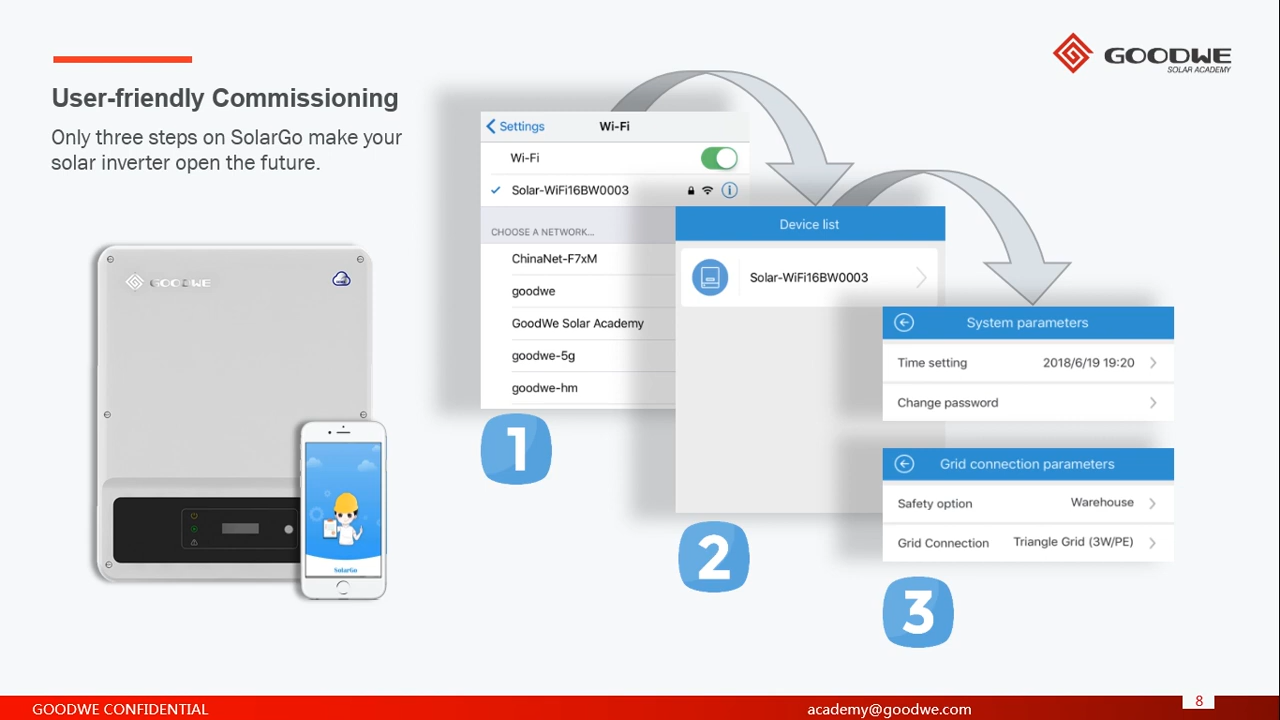 GOODWE
SOLAR ACADEMY
User-friendly Commissioning
Only three steps on SolarGo make your
solar inverter open the future.
GOODWE
SolarGo
Settings
Wi-Fi
Wi-Fi
Solar-WiFi16BW0003
CHOOSE A NETWORK...
ChinaNet-F7xM
goodwe
GoodWe Solar Academy
goodwe-5g
goodwe-hm
1
Device list
Solar-WiFi16BW0003
2
System parameters
Time setting 2018/6/19 19:20
Change password
Grid connection parameters
Safety option Warehouse
Grid Connection Triangle Grid (3W/PE)
3
GOODWE CONFIDENTIAL
academy@goodwe.com
8